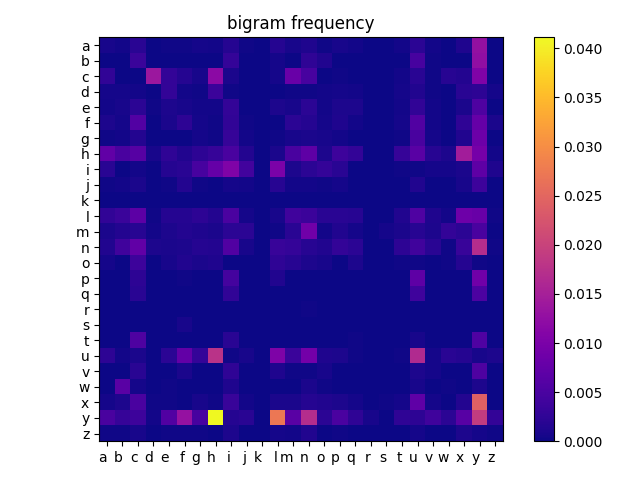 bigram frequency
a
b
c
d
e
f
g
h
i
j
k
l
m
n
o
p
q
r
s
t
u
v
w
x
y
z
a b c d e f g h i j k l m n o p q r s t u v w x y z
0.040
0.035
0.030
0.025
0.020
0.015
0.010
0.005
0.000